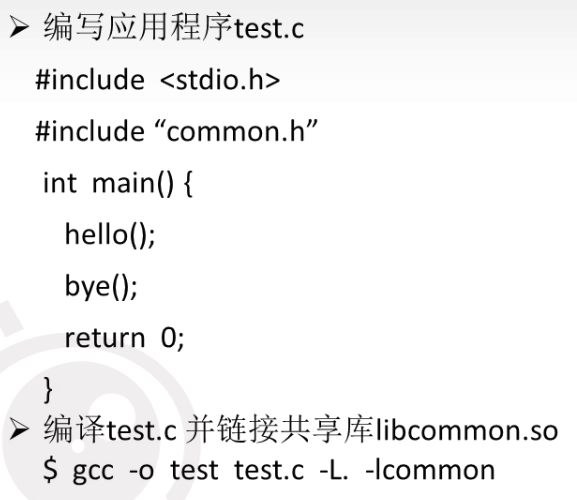 ➢ 编写应用程序test.c
#include <stdio.h>
#include “common.h”
int main() {
hello();
bye();
return 0;
}
➢ 编译test.c 并链接共享库libcommon.so
$ gcc -o test test.c -L. -lcommon